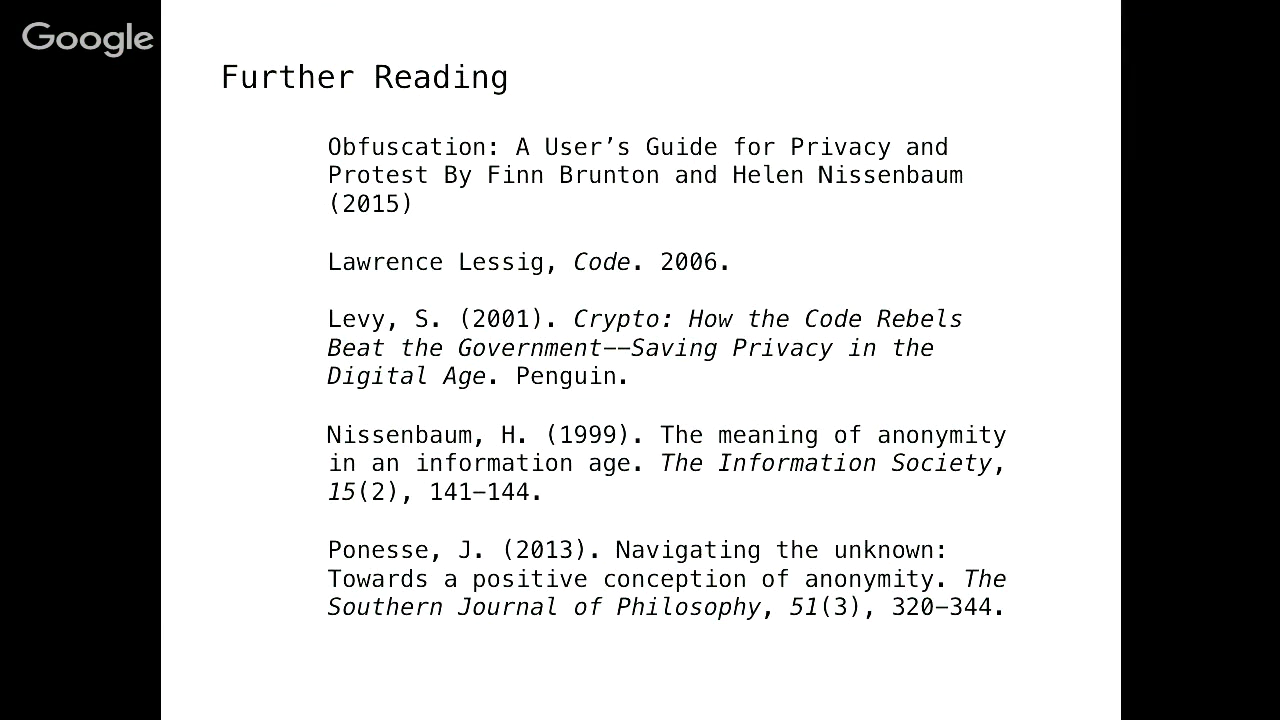 Google
Further Reading
Obfuscation: A User’s Guide for Privacy and
Protest By Finn Brunton and Helen Nissenbaum
(2015)
Lawrence Lessig, Code. 2006.
Levy, S. (2001). Crypto: How the Code Rebels
Beat the Government--Saving Privacy in the
Digital Age. Penguin.
Nissenbaum, H. (1999). The meaning of anonymity
in an information age. The Information Society,
15(2), 141-144.
Ponesse, J. (2013). Navigating the unknown:
Towards a positive conception of anonymity. The
Southern Journal of Philosophy, 51(3), 320-344.